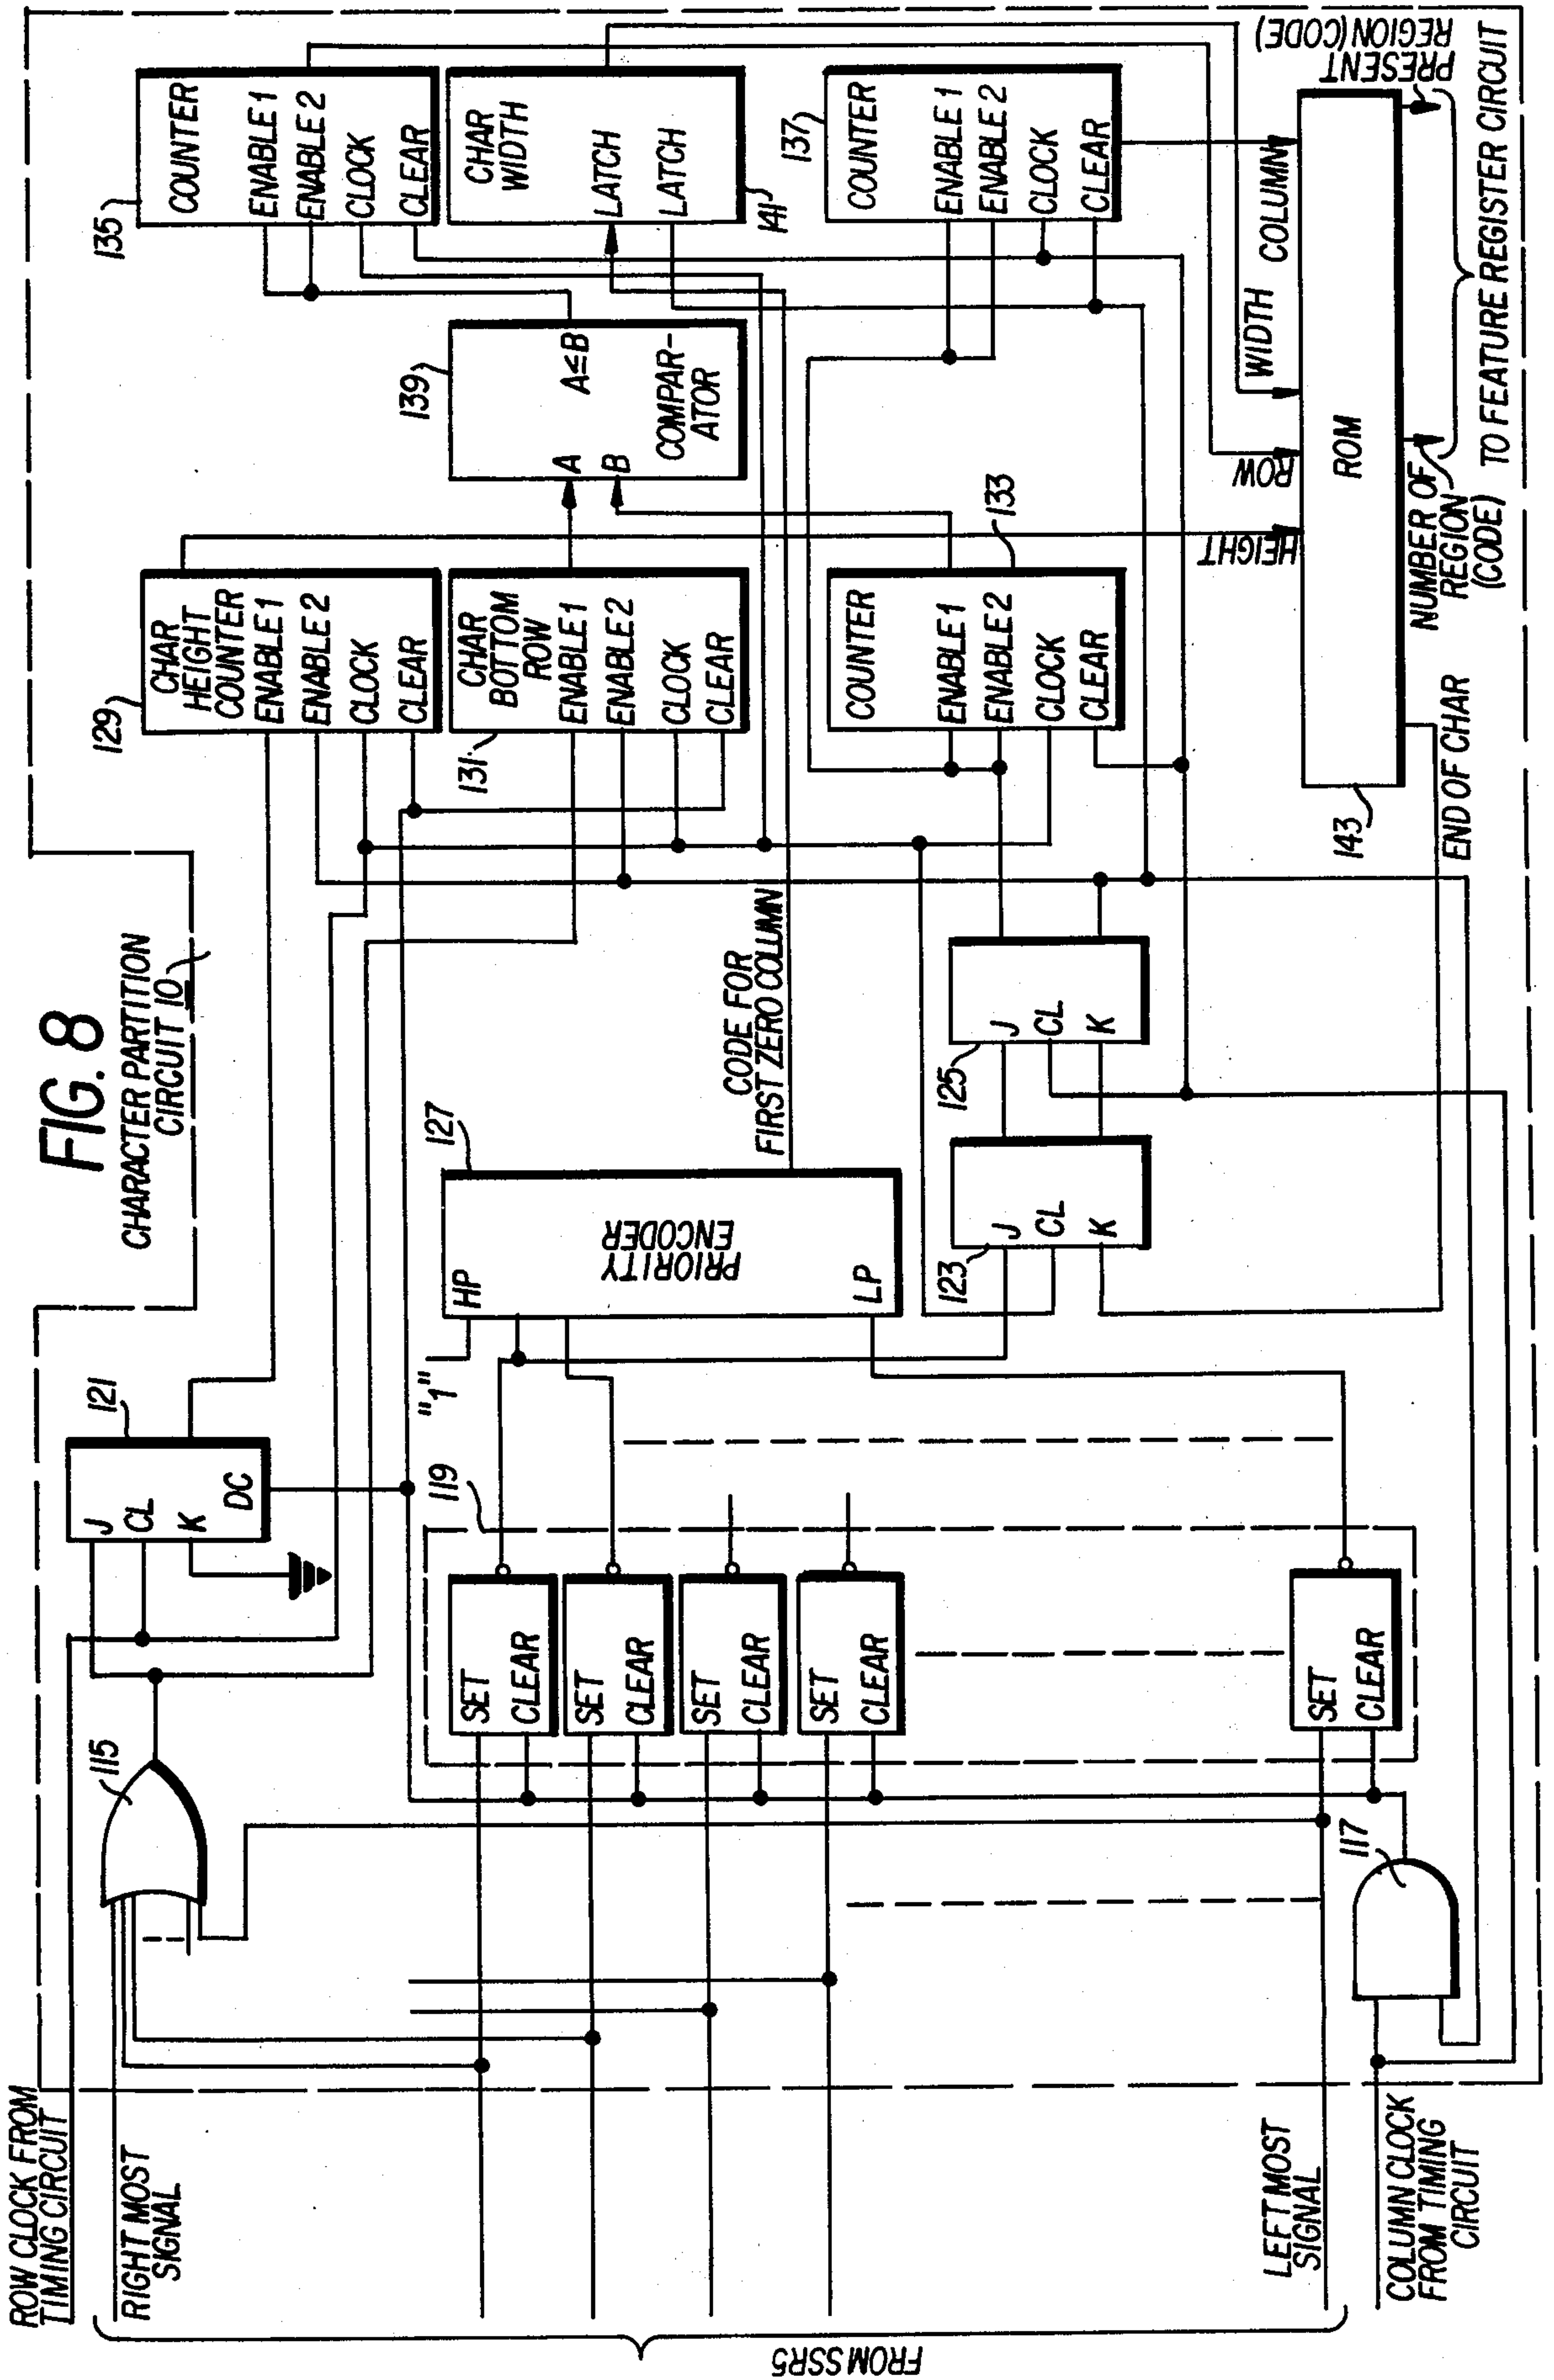 FIG. 8
CHARACTER PARTITION
CIRCUIT 10
ROW CLOCK FROM
TIMING CIRCUIT
RIGHT MOST
SIGNAL
FROM SSR5
LEFT MOST
SIGNAL
COLUMN CLOCK
FROM TIMING
CIRCUIT
115
117
119
SET
CLEAR
SET
CLEAR
SET
CLEAR
SET
CLEAR
SET
CLEAR
121
J
CL
K
DC
"1"
127
HP
PRIORITY
ENCODER
LP
CODE FOR
FIRST ZERO COLUMN
123
J
CL
K
125
J
CL
K
129
CHAR
HEIGHT
COUNTER
ENABLE 1
ENABLE 2
CLOCK
CLEAR
131
CHAR
BOTTOM
ROW
ENABLE 1
ENABLE 2
CLOCK
CLEAR
133
COUNTER
ENABLE 1
ENABLE 2
CLOCK
CLEAR
139
A
B
A≤B
COMPAR-
ATOR
135
COUNTER
ENABLE 1
ENABLE 2
CLOCK
CLEAR
141
CHAR
WIDTH
LATCH
LATCH
137
COUNTER
ENABLE 1
ENABLE 2
CLOCK
CLEAR
HEIGHT
ROW
WIDTH
COLUMN
143
ROM
END OF CHAR
NUMBER OF
REGION
(CODE)
PRESENT
REGION (CODE)
TO FEATURE REGISTER CIRCUIT